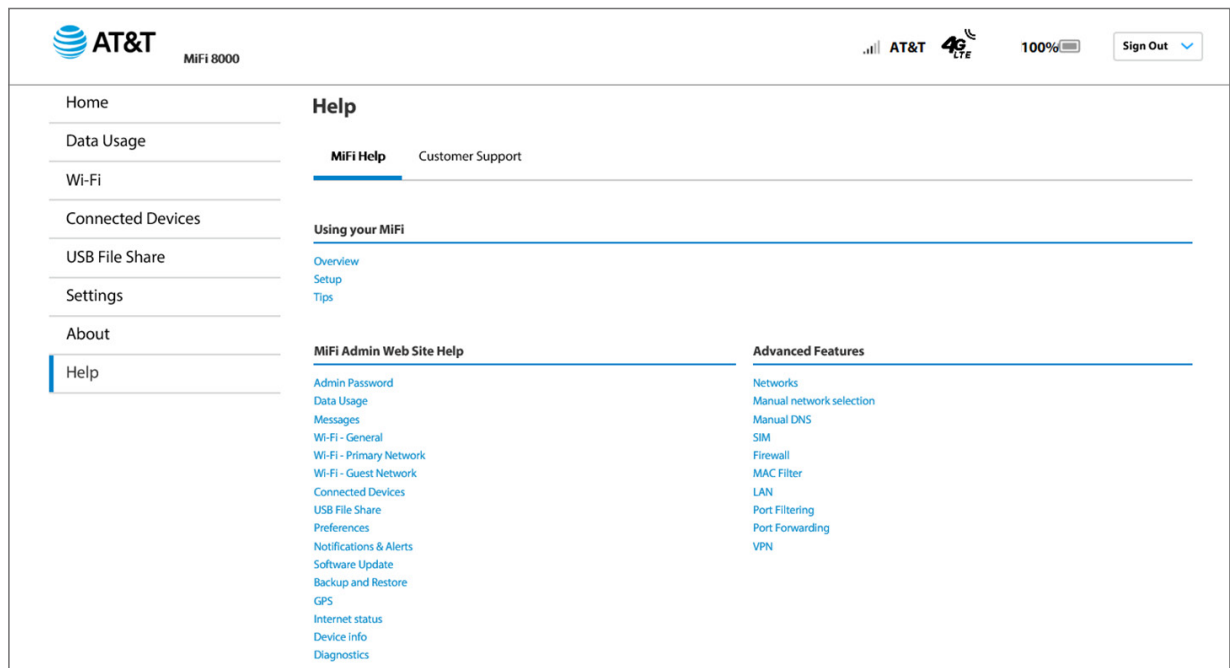 AT&T
MiFi 8000
AT&T 4G LTE 100% Sign Out
Home
Data Usage
Wi-Fi
Connected Devices
USB File Share
Settings
About
Help
Help
MiFi Help Customer Support
Using your MiFi
Overview
Setup
Tips
MiFi Admin Web Site Help
Admin Password
Data Usage
Messages
Wi-Fi - General
Wi-Fi - Primary Network
Wi-Fi - Guest Network
Connected Devices
USB File Share
Preferences
Notifications & Alerts
Software Update
Backup and Restore
GPS
Internet status
Device info
Diagnostics
Advanced Features
Networks
Manual network selection
Manual DNS
SIM
Firewall
MAC Filter
LAN
Port Filtering
Port Forwarding
VPN